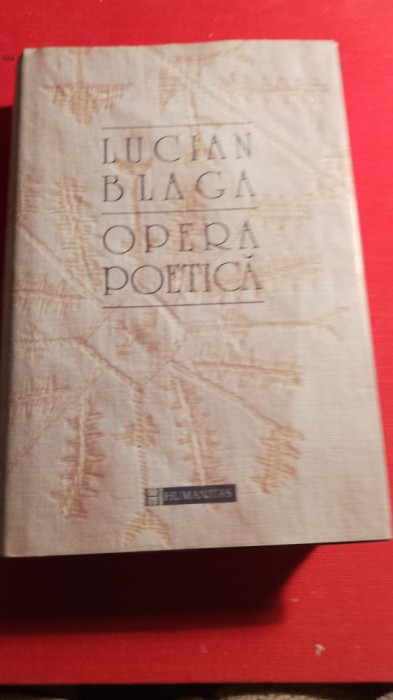 LUCIAN
BLAGA
OPERA
POETICĂ
HUMANITAS